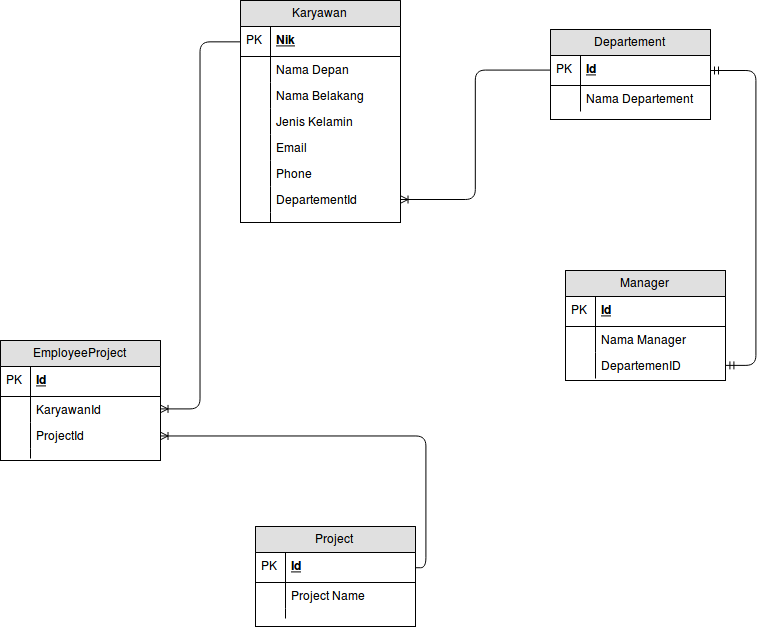 Karyawan
PK Nik
Nama Depan
Nama Belakang
Jenis Kelamin
Email
Phone
DepartementId
Departement
PK Id
Nama Departement
Manager
PK Id
Nama Manager
DepartemenID
EmployeeProject
PK Id
KaryawanId
ProjectId
Project
PK Id
Project Name